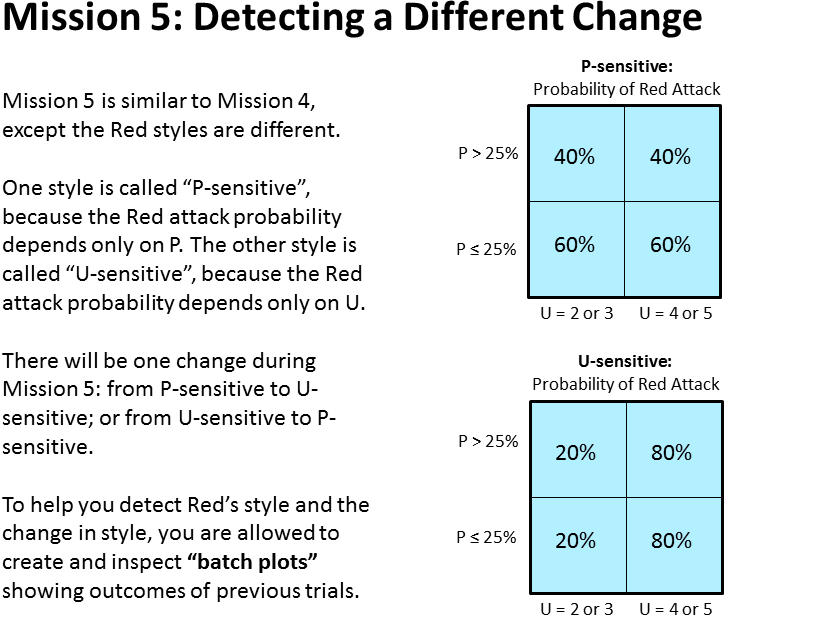 Mission 5: Detecting a Different Change
Mission 5 is similar to Mission 4,
except the Red styles are different.
One style is called “P-sensitive”,
because the Red attack probability
depends only on P. The other style is
called “U-sensitive”, because the Red
attack probability depends only on U.
There will be one change during
Mission 5: from P-sensitive to U-
sensitive; or from U-sensitive to P-
sensitive.
To help you detect Red’s style and the
change in style, you are allowed to
create and inspect “batch plots”
showing outcomes of previous trials.
P-sensitive:
Probability of Red Attack
P > 25% 40% 40%
P ≤ 25% 60% 60%
U = 2 or 3 U = 4 or 5
U-sensitive:
Probability of Red Attack
P > 25% 20% 80%
P ≤ 25% 20% 80%
U = 2 or 3 U = 4 or 5